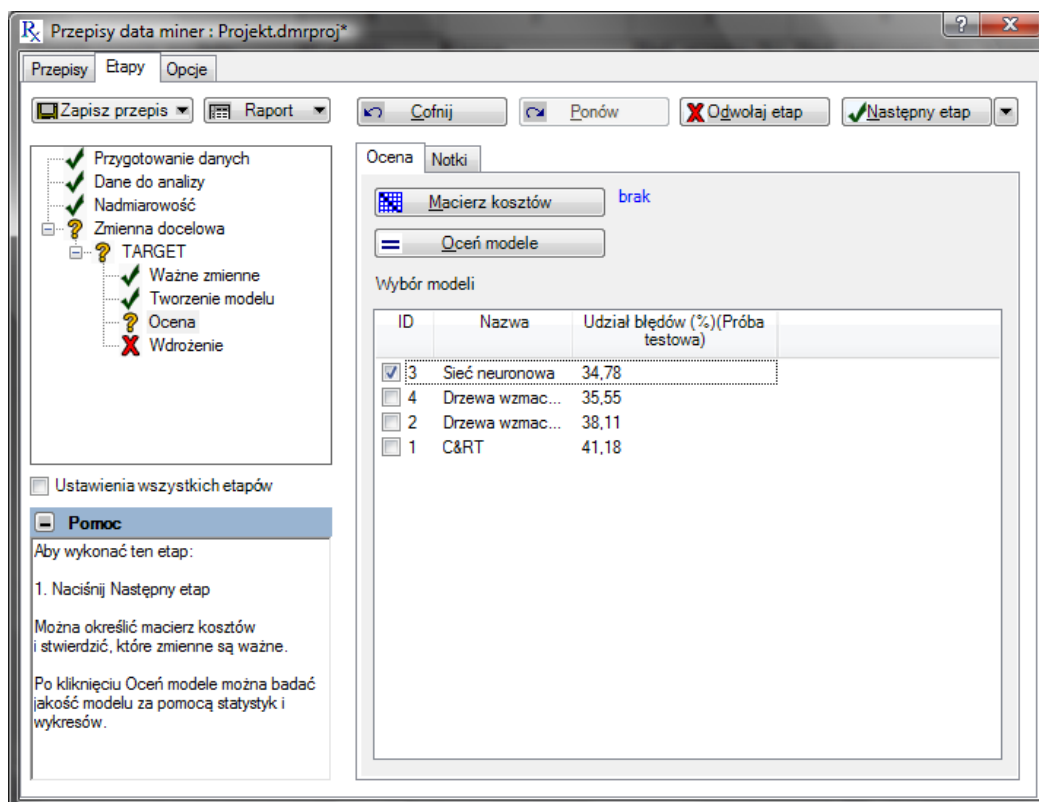 Przepisy data miner : Projekt.dmrproj*
Przepisy Etapy Opcje
Zapisz przepis Raport Cofnij Ponów Odwołaj etap Następny etap
Przygotowanie danych
Dane do analizy
Nadmiarowość
Zmienna docelowa
TARGET
Ważne zmienne
Tworzenie modelu
Ocena
Wdrożenie
Ustawienia wszystkich etapów
Pomoc
Aby wykonać ten etap:
1. Naciśnij Następny etap
Można określić macierz kosztów
i stwierdzić, które zmienne są ważne.
Po kliknięciu Oceń modele można badać
jakość modelu za pomocą statystyk i
wykresów.
Ocena Notki
Macierz kosztów brak
Oceń modele
Wybór modeli
ID Nazwa Udział błędów (%)(Próba
testowa)
3 Sieć neuronowa 34,78
4 Drzewa wzmac... 35,55
2 Drzewa wzmac... 38,11
1 C&RT 41,18